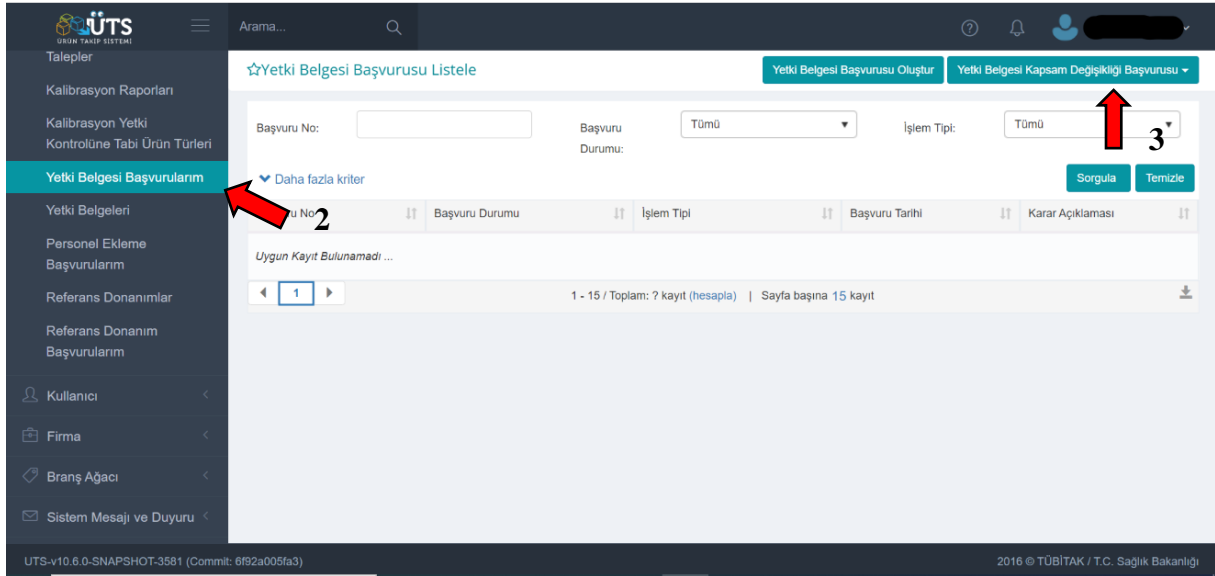 ÜTS
ÜRÜN TAKİP SİSTEMİ
Arama...
Talepler
Kalibrasyon Raporları
Kalibrasyon Yetki
Kontrolüne Tabi Ürün Türleri
Yetki Belgesi Başvurularım
Yetki Belgeleri
Personel Ekleme
Başvurularım
Referans Donanımlar
Referans Donanım
Başvurularım
Kullanıcı
Firma
Branş Ağacı
Sistem Mesajı ve Duyuru
Yetki Belgesi Başvurusu Listele
Yetki Belgesi Başvurusu Oluştur
Yetki Belgesi Kapsam Değişikliği Başvurusu
Başvuru No:
Başvuru
Durumu:
Tümü
İşlem Tipi:
Tümü
3
Daha fazla kriter
Sorgula
Temizle
2
ru No
Başvuru Durumu
İşlem Tipi
Başvuru Tarihi
Karar Açıklaması
Uygun Kayıt Bulunamadı ...
1
1 - 15 / Toplam: ? kayıt (hesapla) | Sayfa başına 15 kayıt
UTS-v10.6.0-SNAPSHOT-3581 (Commit: 6f92a005fa3)
2016 © TÜBİTAK / T.C. Sağlık Bakanlığı